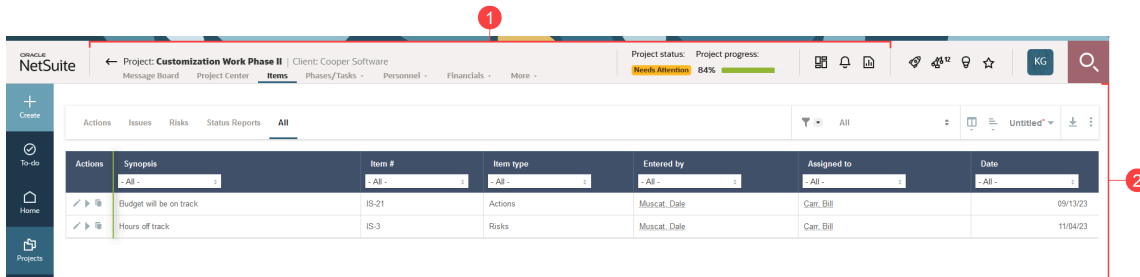 1
ORACLE
NetSuite
← Project: Customization Work Phase II | Client: Cooper Software
Message Board Project Center Items Phases/Tasks Personnel Financials More
Project status: Project progress:
Needs Attention 84%
12
KG
Create
To-do
Home
Projects
Actions Issues Risks Status Reports All
All
Untitled*
Actions Synopsis Item # Item type Entered by Assigned to Date
- All - - All - - All - - All - - All - - All -
Budget will be on track IS-21 Actions Muscat, Dale Carr, Bill 09/13/23
Hours off track IS-3 Risks Muscat, Dale Carr, Bill 11/04/23
2